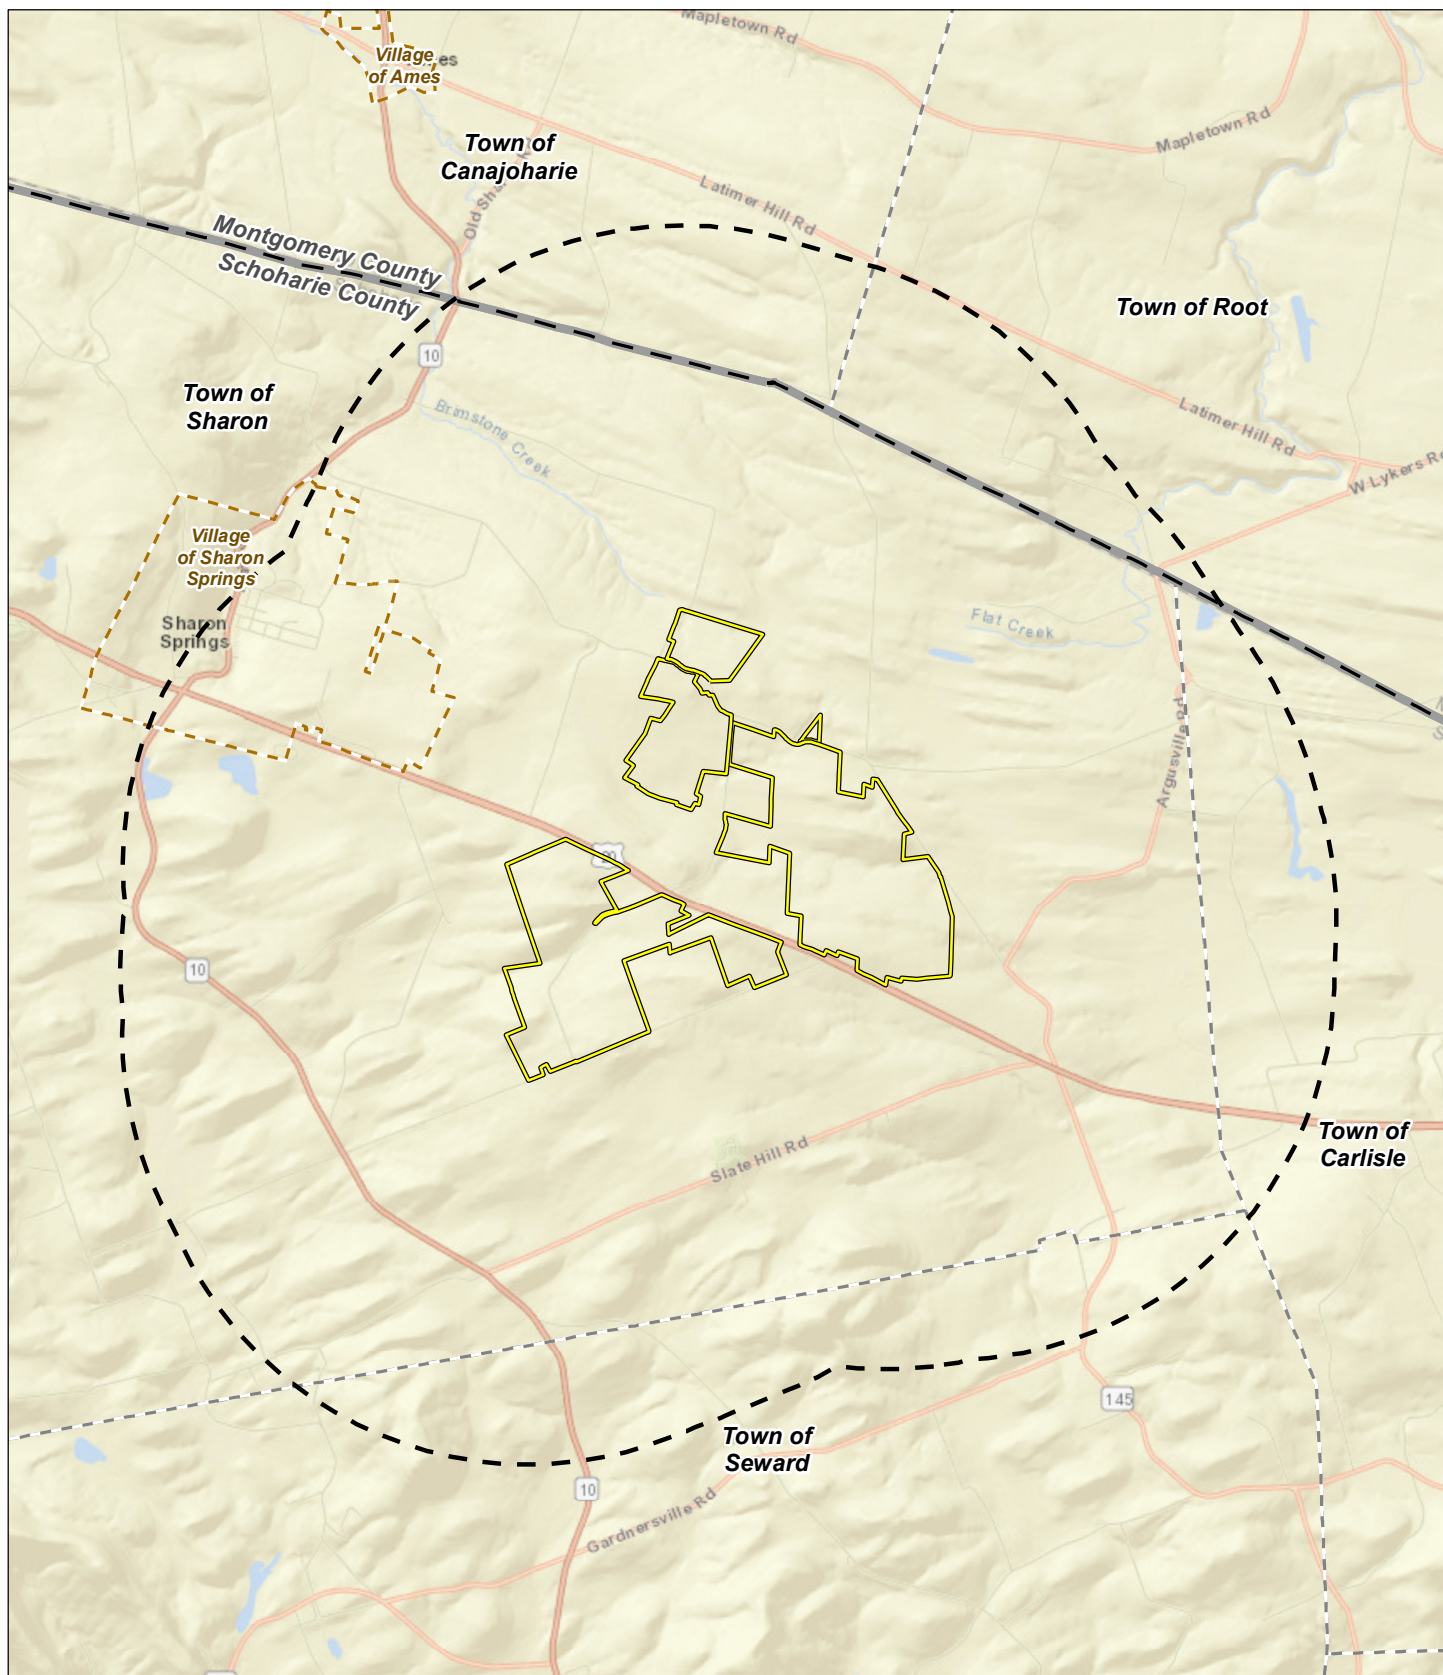 Mapletown Rd
Village
of Ames
Mapletown Rd
Town of
Canajoharie
Latimer Hill Rd
Montgomery County
Schoharie County
Town of Root
10
Town of
Sharon
Brimstone Creek
Latimer Hill Rd
W Lykers Rd
Village
of Sharon
Springs
Sharon
Springs
Flat Creek
Argusville Rd
20
10
Town of
Carlisle
Slate Hill Rd
145
Town of
Seward
10
Gardnersville Rd